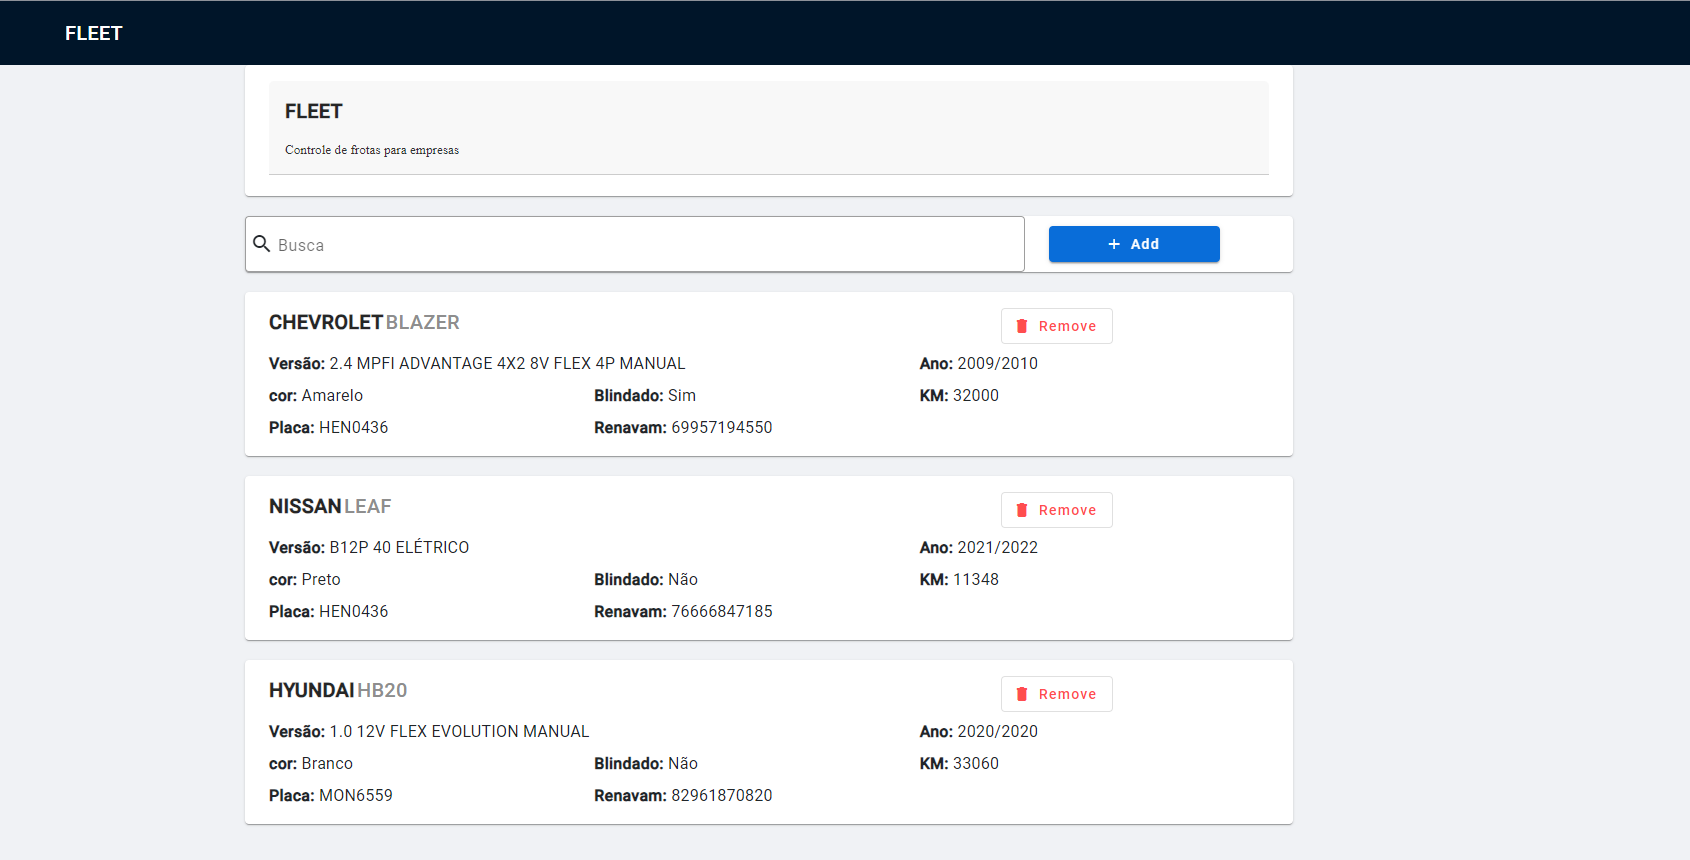 FLEET
FLEET
Controle de frotas para empresas
Busca
+ Add
CHEVROLET BLAZER
Remove
Versão: 2.4 MPFI ADVANTAGE 4X2 8V FLEX 4P MANUAL Ano: 2009/2010
cor: Amarelo Blindado: Sim KM: 32000
Placa: HEN0436 Renavam: 69957194550
NISSAN LEAF
Remove
Versão: B12P 40 ELÉTRICO Ano: 2021/2022
cor: Preto Blindado: Não KM: 11348
Placa: HEN0436 Renavam: 76666847185
HYUNDAI HB20
Remove
Versão: 1.0 12V FLEX EVOLUTION MANUAL Ano: 2020/2020
cor: Branco Blindado: Não KM: 33060
Placa: MON6559 Renavam: 82961870820